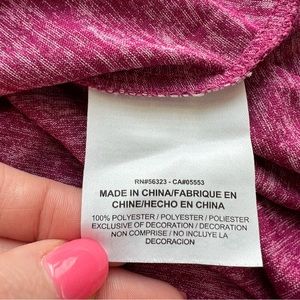 RN#56323 - CA#05553
MADE IN CHINA/FABRIQUE EN
CHINE/HECHO EN CHINA
100% POLYESTER / POLYESTER / POLIESTER
EXCLUSIVE OF DECORATION / DECORATION
NON COMPRISE / NO INCLUYE LA
DECORACION